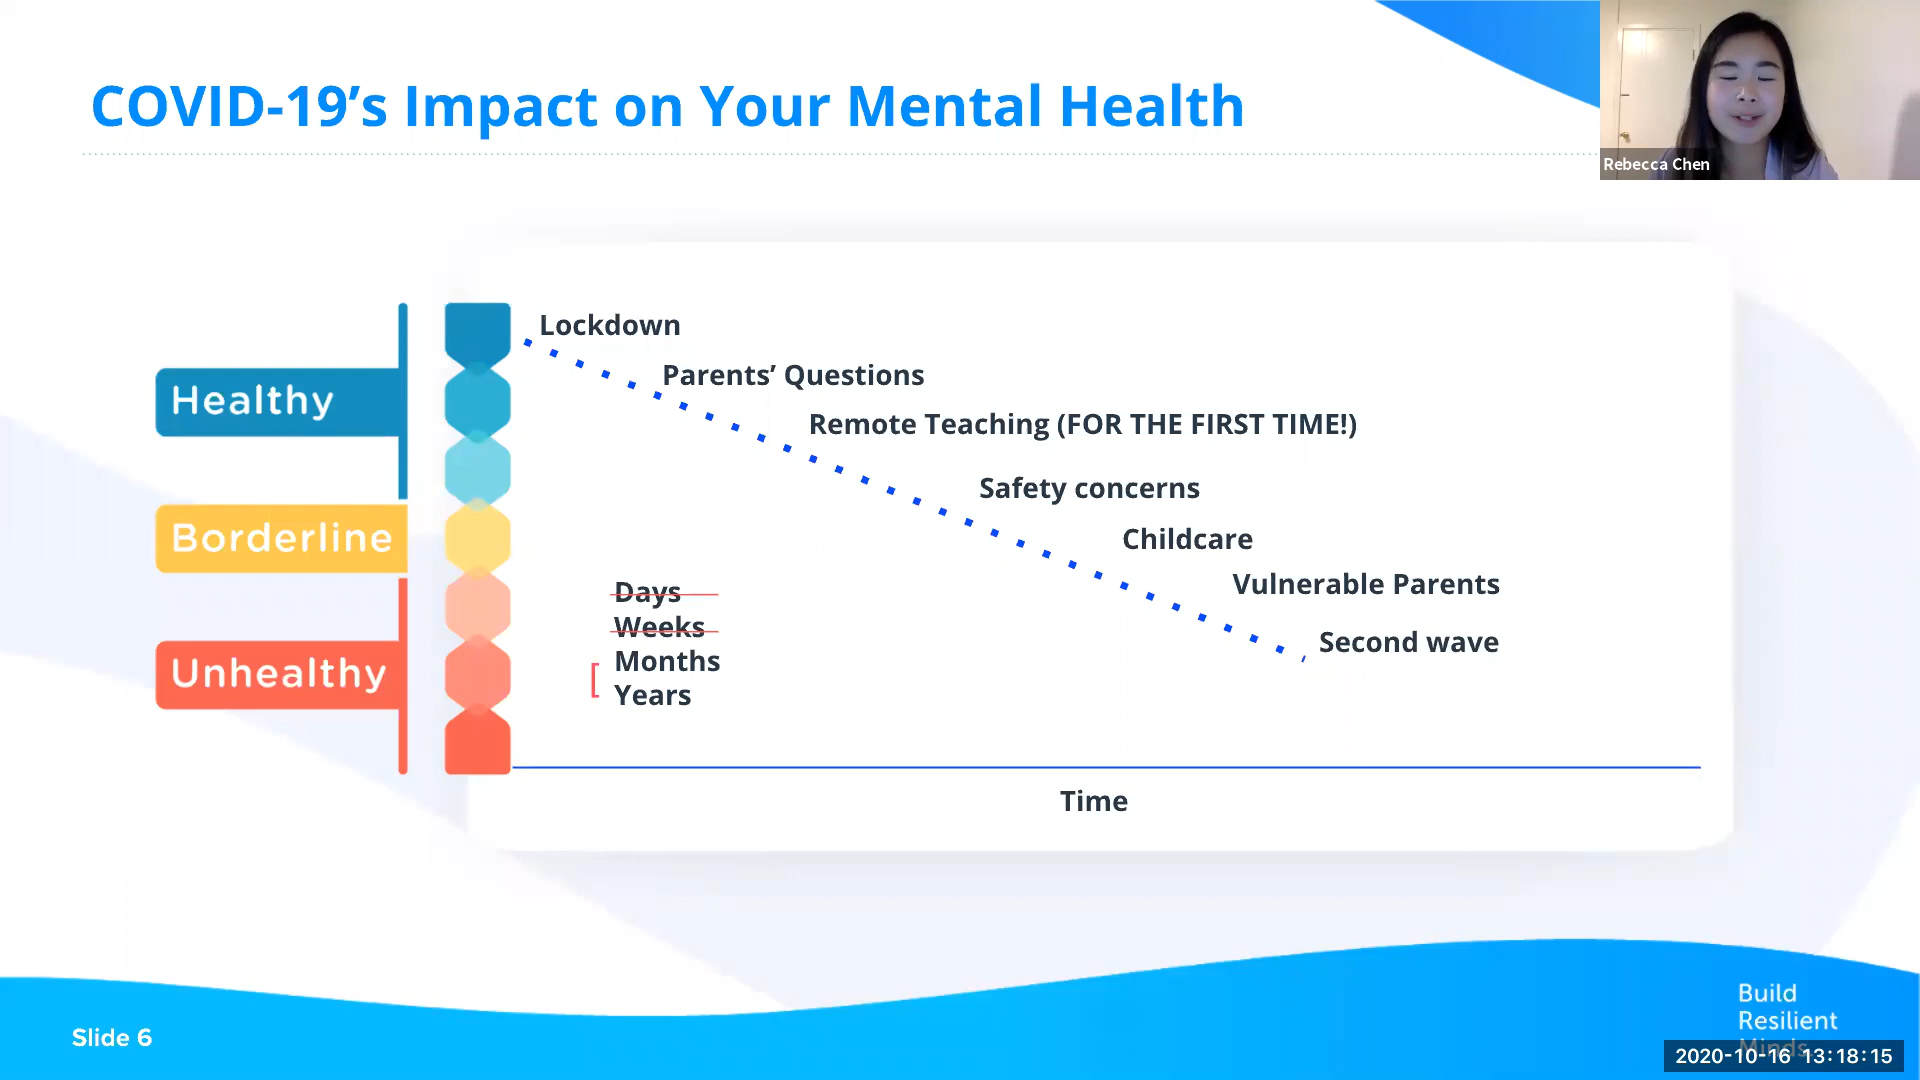 COVID-19’s Impact on Your Mental Health
Rebecca Chen
Lockdown
Parents’ Questions
Healthy
Remote Teaching (FOR THE FIRST TIME!)
Safety concerns
Borderline
Childcare
Vulnerable Parents
Days
Weeks
Second wave
Months
Unhealthy
Years
Time
Build
Resilient
Minds
Slide 6
2020-10-16 13:18:15